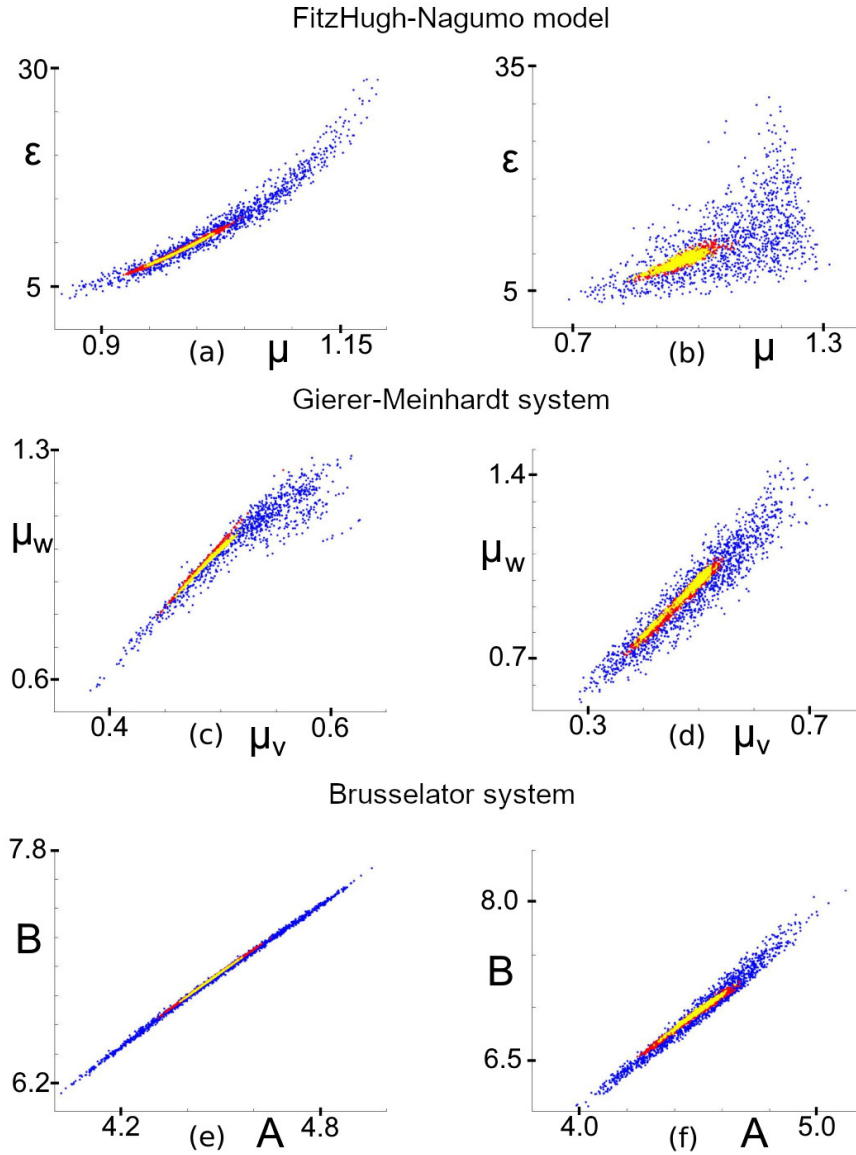 FitzHugh-Nagumo model
30
ε
5
0.9
1.15
(a)
μ
35
ε
5
0.7
1.3
(b)
μ
Gierer-Meinhardt system
1.3
μw
0.6
0.4
0.6
(c)
μv
1.4
μw
0.7
0.3
0.7
(d)
μv
Brusselator system
7.8
B
6.2
4.2
4.8
(e)
A
8.0
B
6.5
4.0
5.0
(f)
A